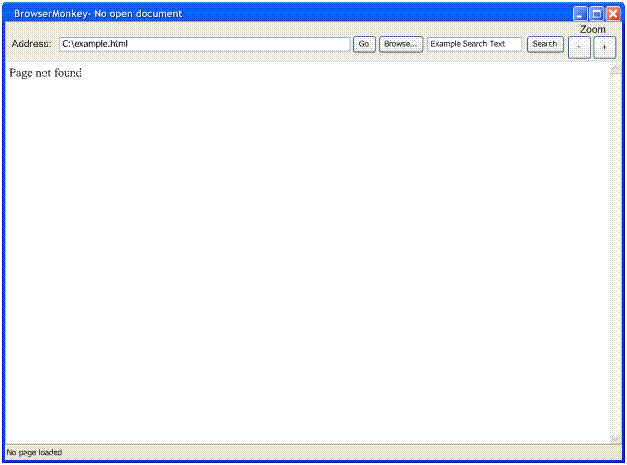 BrowserMonkey- No open document
Zoom
Address: C:\example.html Go Browse... Example Search Text Search - +
Page not found
No page loaded